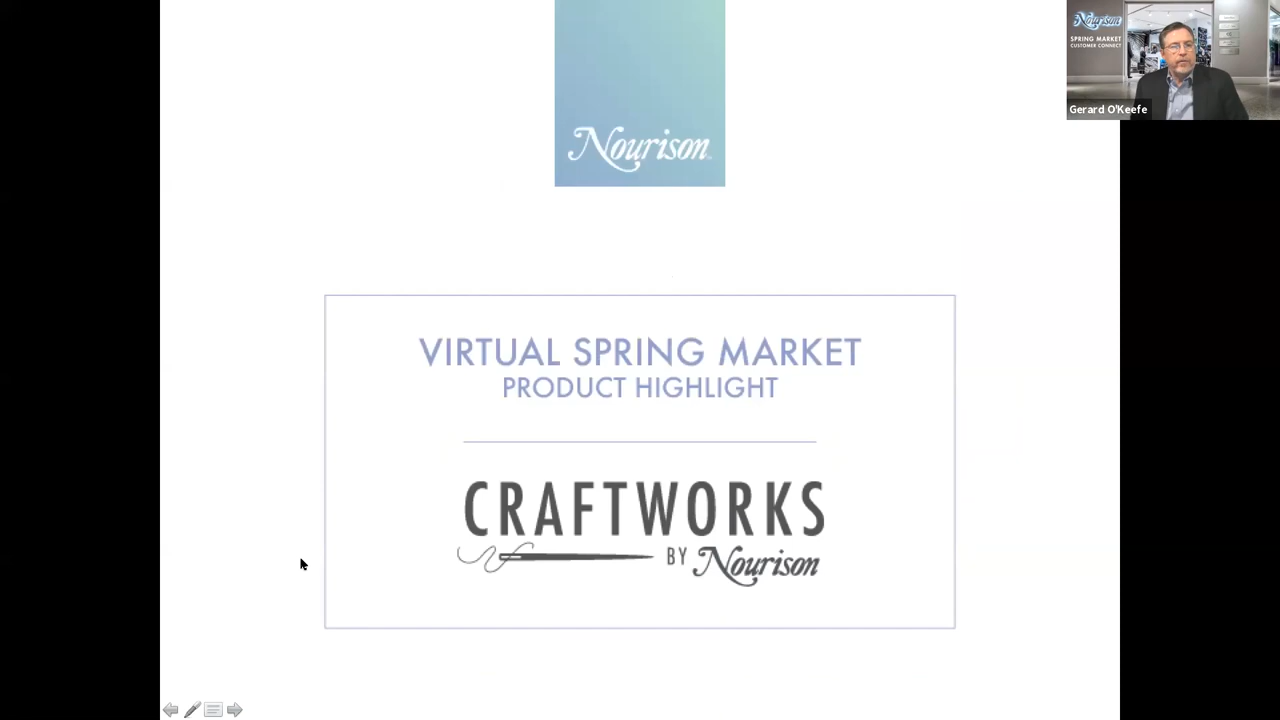 Nourison
Nourison
SPRING MARKET
CUSTOMER CONNECT
Gerard O'Keefe
VIRTUAL SPRING MARKET
PRODUCT HIGHLIGHT
CRAFTWORKS
BY Nourison